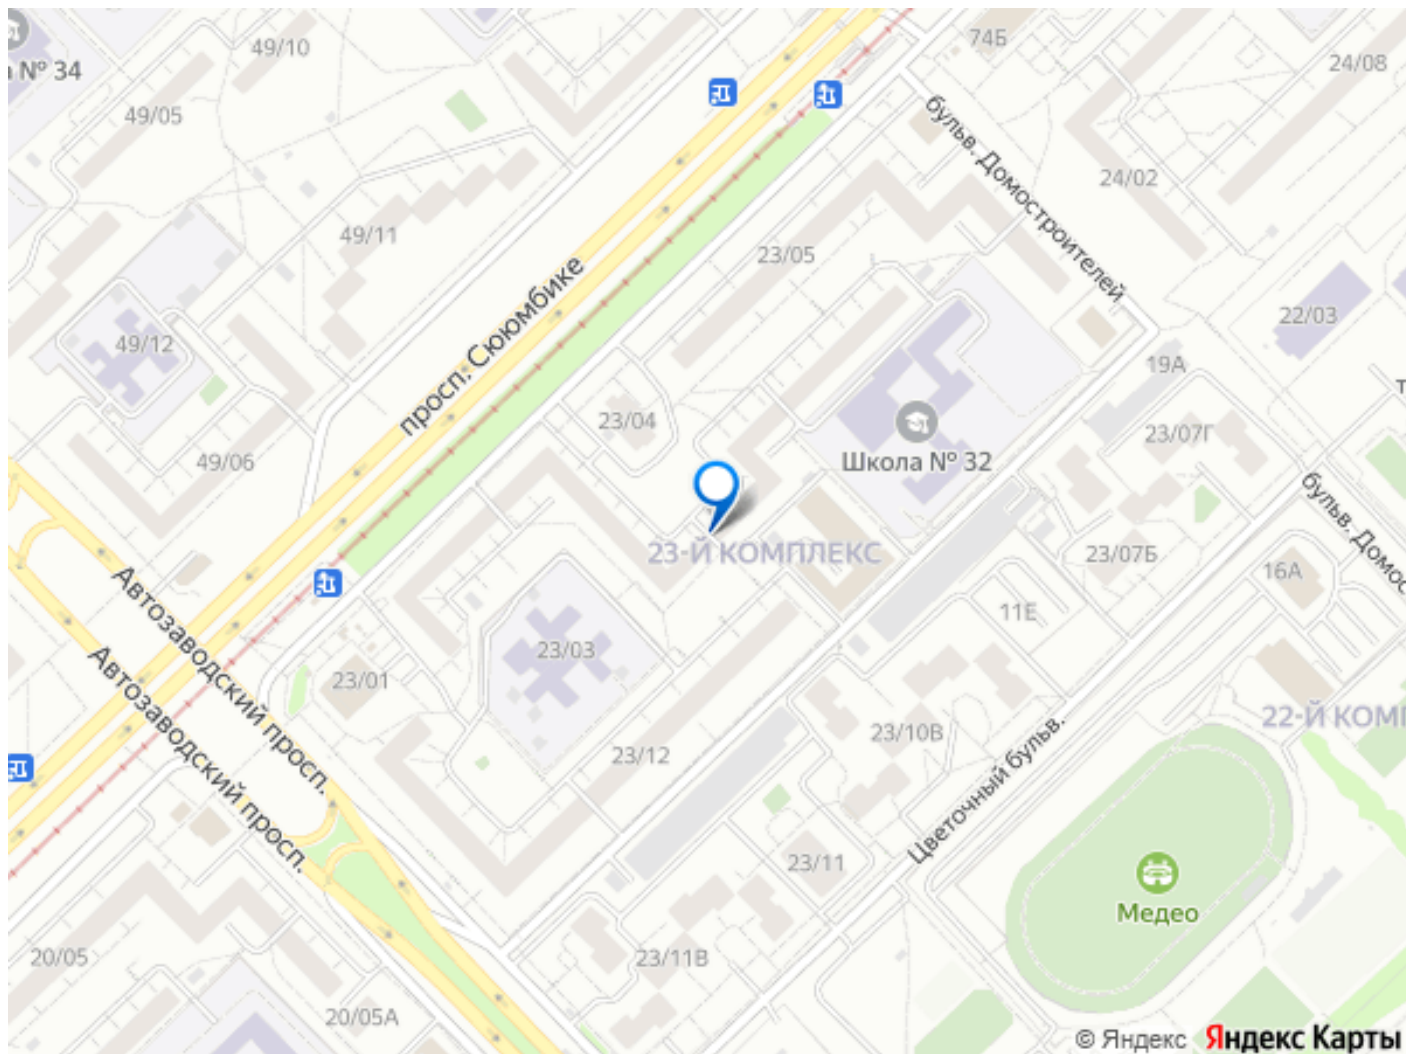 49/10
74Б
24/08
а № 34
49/05
бульв. Домостроителей
24/02
49/11
23/05
просп. Сююмбике
22/03
49/12
19А
23/04
23/07Г
49/06
Школа № 32
бульв. Домос
23-Й КОМПЛЕКС
23/07Б
16А
Автозаводский просп.
11Е
23/03
Автозаводский просп.
23/01
22-Й КОМП
23/10В
23/12
Цветочный бульв.
23/11
Медео
20/05
23/11В
20/05А
© Яндекс Яндекс Карты